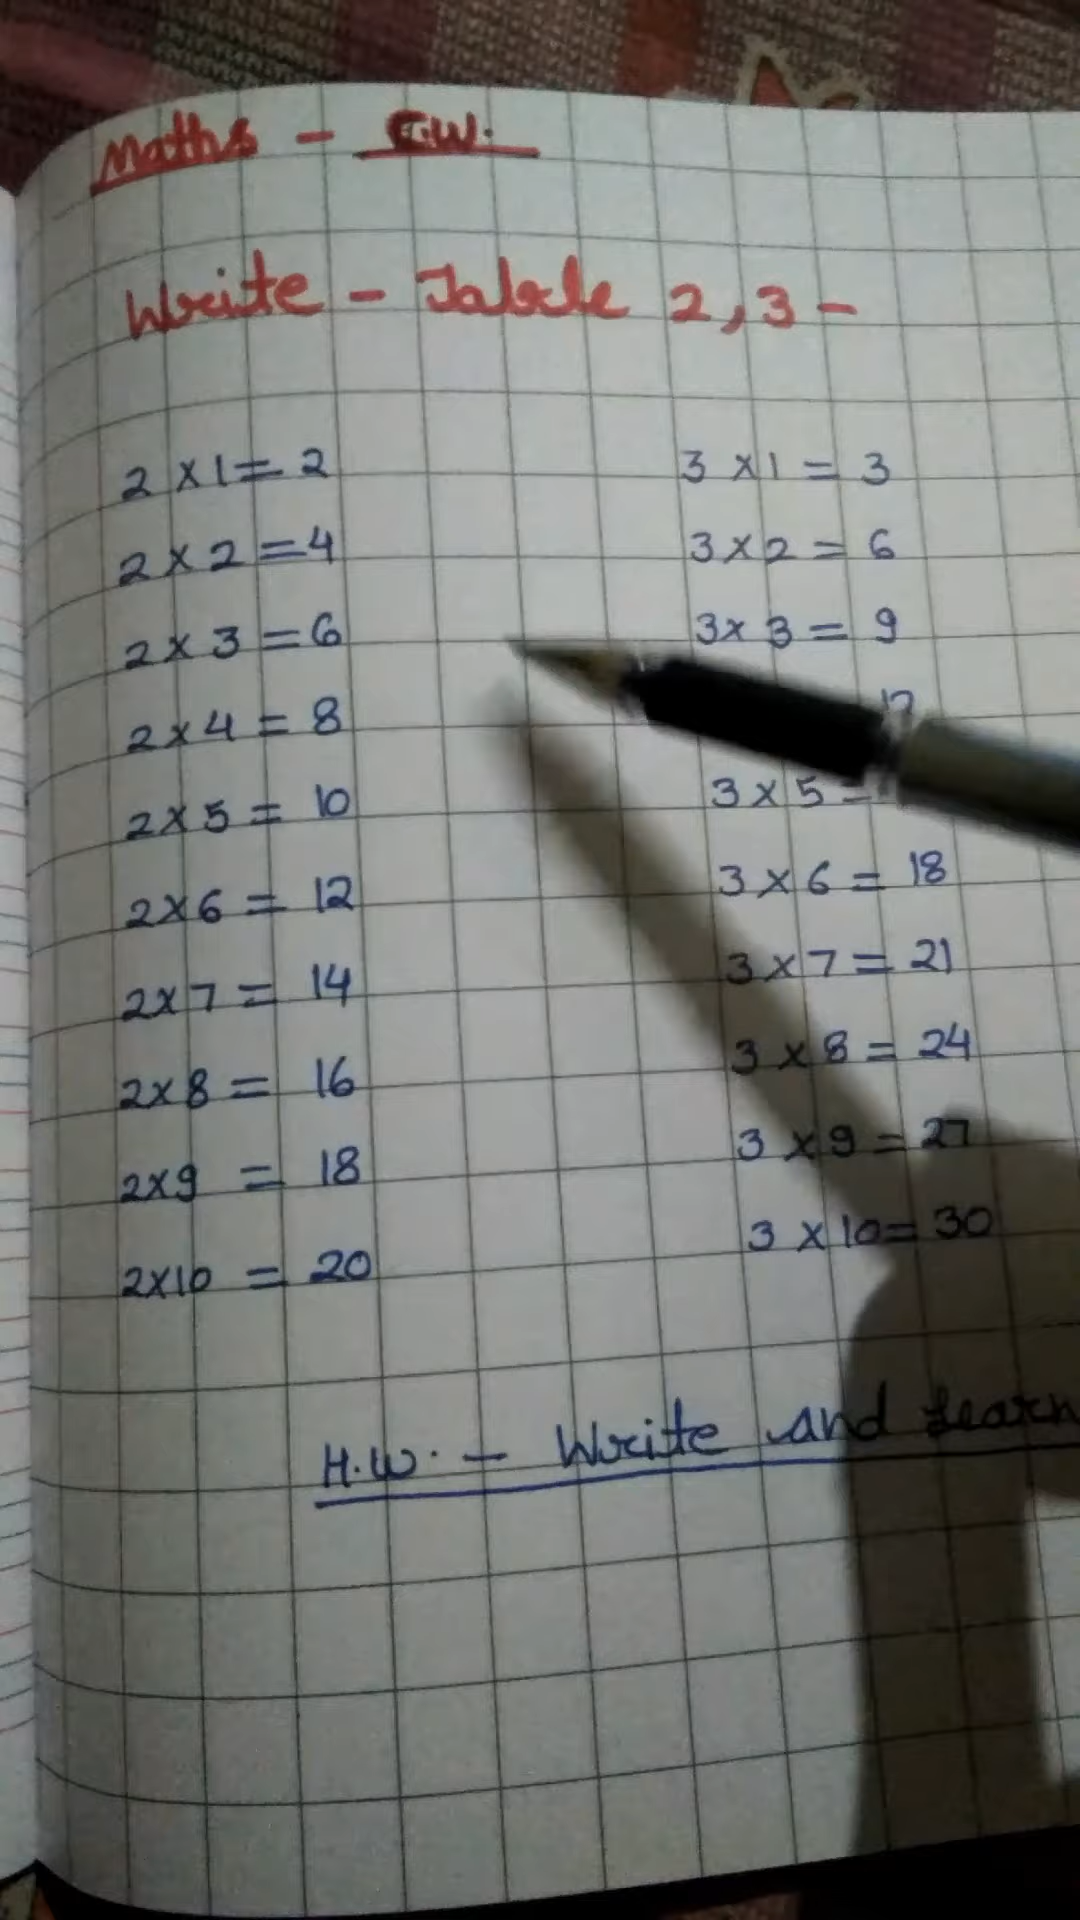 Maths - C.W.
Write - Table 2, 3 -
2 x 1 = 2
2 x 2 = 4
2 x 3 = 6
2 x 4 = 8
2 x 5 = 10
2 x 6 = 12
2 x 7 = 14
2 x 8 = 16
2 x 9 = 18
2 x 10 = 20
3 x 1 = 3
3 x 2 = 6
3 x 3 = 9
12
3 x 5 =
3 x 6 = 18
3 x 7 = 21
3 x 8 = 24
3 x 9 = 27
3 x 10 = 30
H.W. - Write and Learn